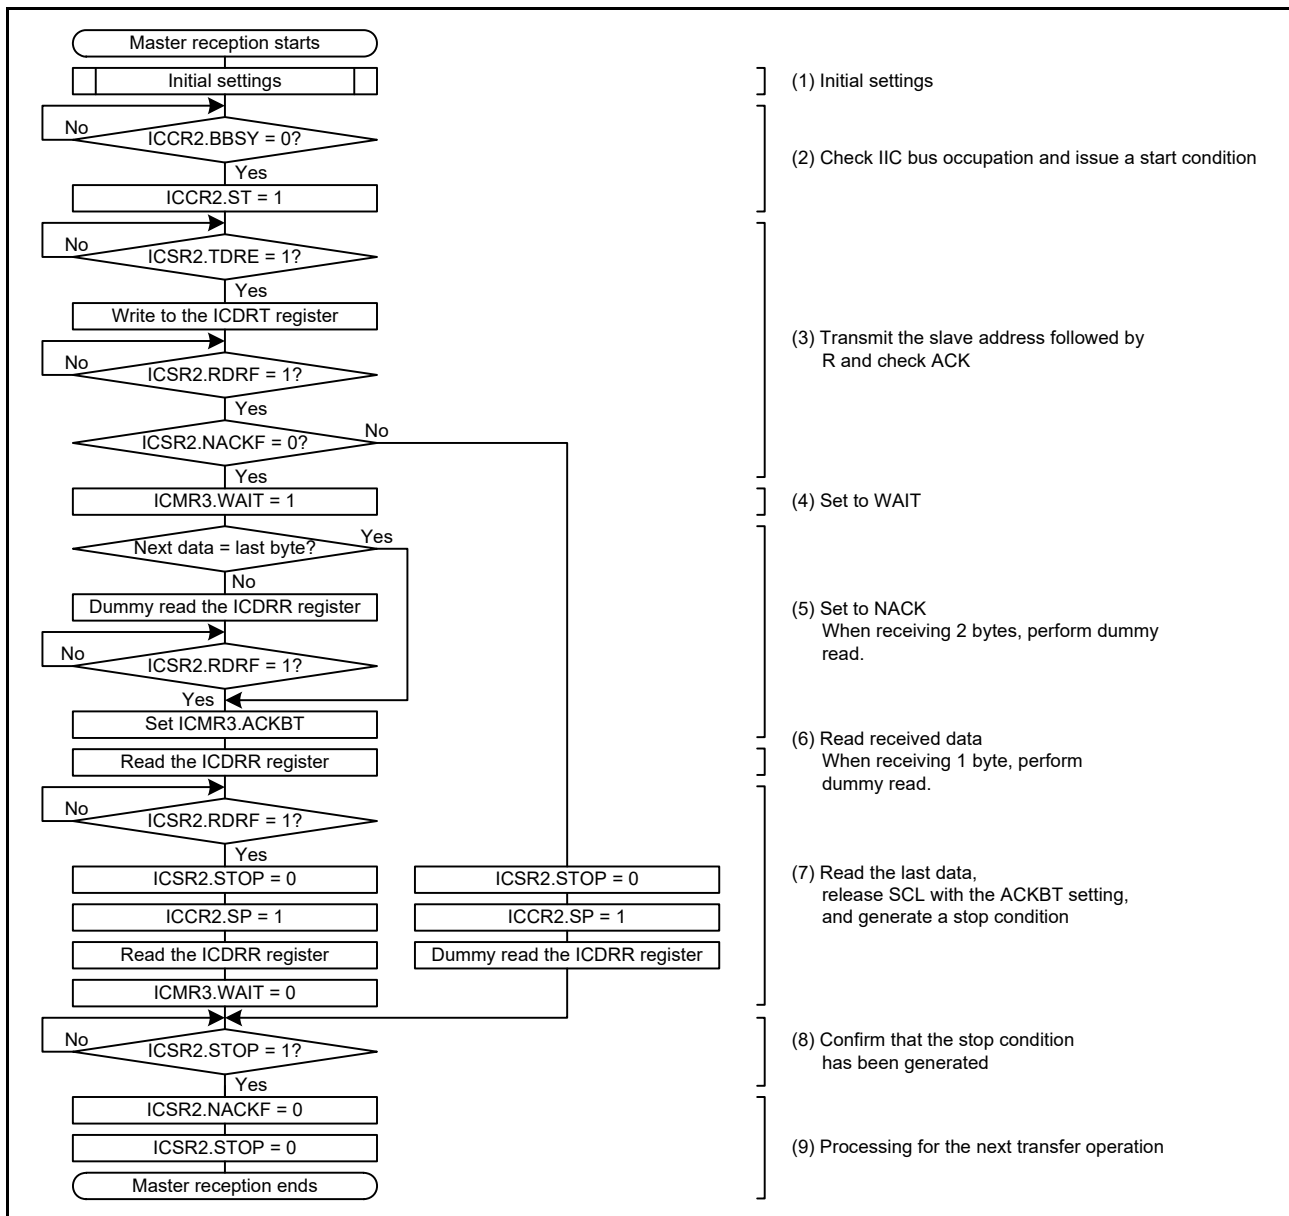 Master reception starts
Initial settings
(1) Initial settings
No
ICCR2.BBSY = 0?
Yes
(2) Check IIC bus occupation and issue a start condition
ICCR2.ST = 1
No
ICSR2.TDRE = 1?
Yes
Write to the ICDRT register
No
ICSR2.RDRF = 1?
Yes
(3) Transmit the slave address followed by
R and check ACK
ICSR2.NACKF = 0?
No
Yes
ICMR3.WAIT = 1
(4) Set to WAIT
Next data = last byte?
Yes
No
Dummy read the ICDRR register
No
ICSR2.RDRF = 1?
Yes
Set ICMR3.ACKBT
(5) Set to NACK
When receiving 2 bytes, perform dummy
read.
Read the ICDRR register
(6) Read received data
When receiving 1 byte, perform
dummy read.
No
ICSR2.RDRF = 1?
Yes
ICSR2.STOP = 0
ICCR2.SP = 1
Read the ICDRR register
ICMR3.WAIT = 0
ICSR2.STOP = 0
ICCR2.SP = 1
Dummy read the ICDRR register
(7) Read the last data,
release SCL with the ACKBT setting,
and generate a stop condition
No
ICSR2.STOP = 1?
Yes
(8) Confirm that the stop condition
has been generated
ICSR2.NACKF = 0
ICSR2.STOP = 0
(9) Processing for the next transfer operation
Master reception ends